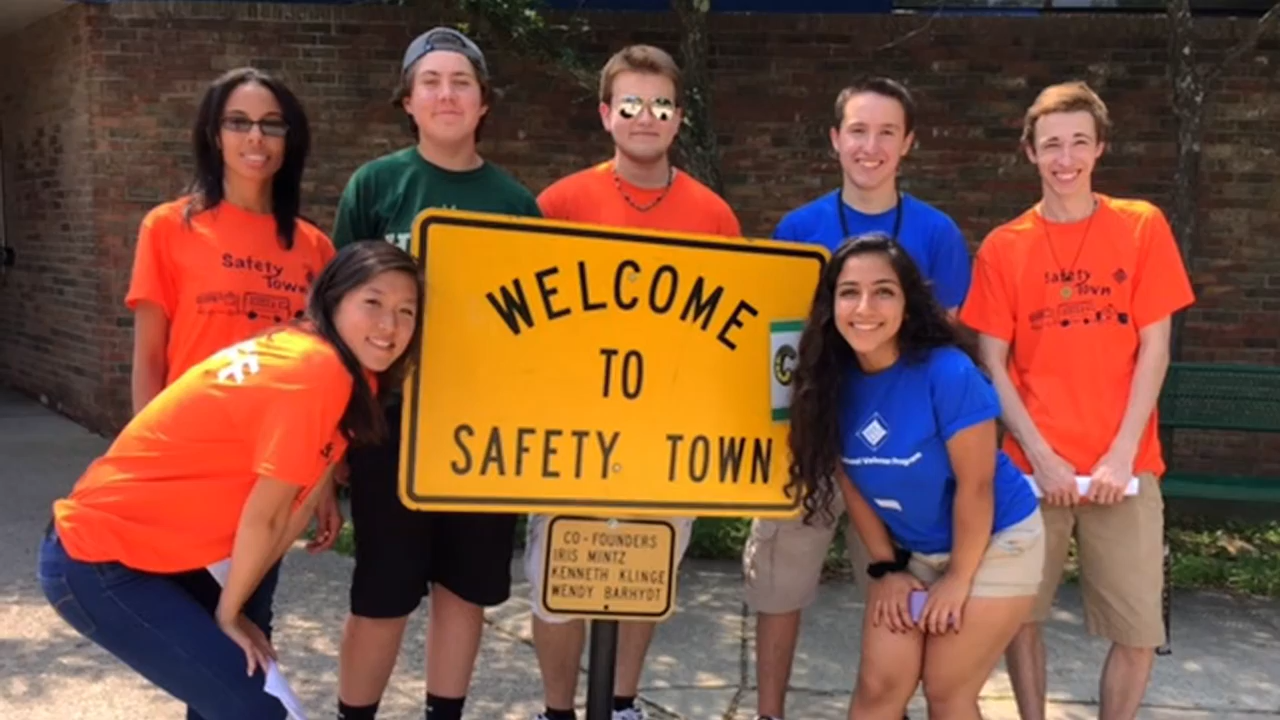 WELCOME
TO
SAFETY TOWN
CO-FOUNDERS
IRIS MINTZ
KENNETH KLINGE
WENDY BARHYDT
Safety
Town
Safety
Town
C